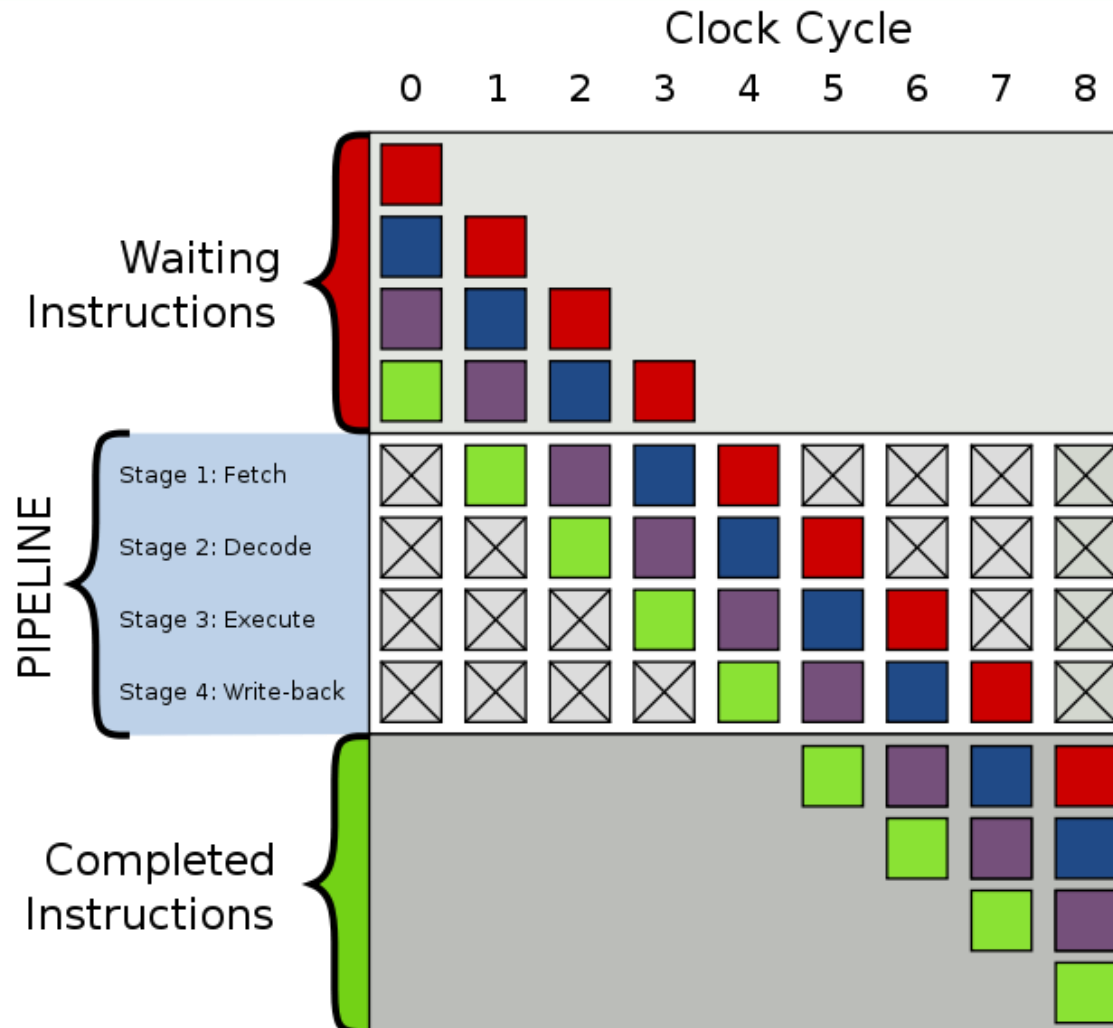 Clock Cycle
0 1 2 3 4 5 6 7 8
Waiting
Instructions
PIPELINE
Stage 1: Fetch
Stage 2: Decode
Stage 3: Execute
Stage 4: Write-back
Completed
Instructions